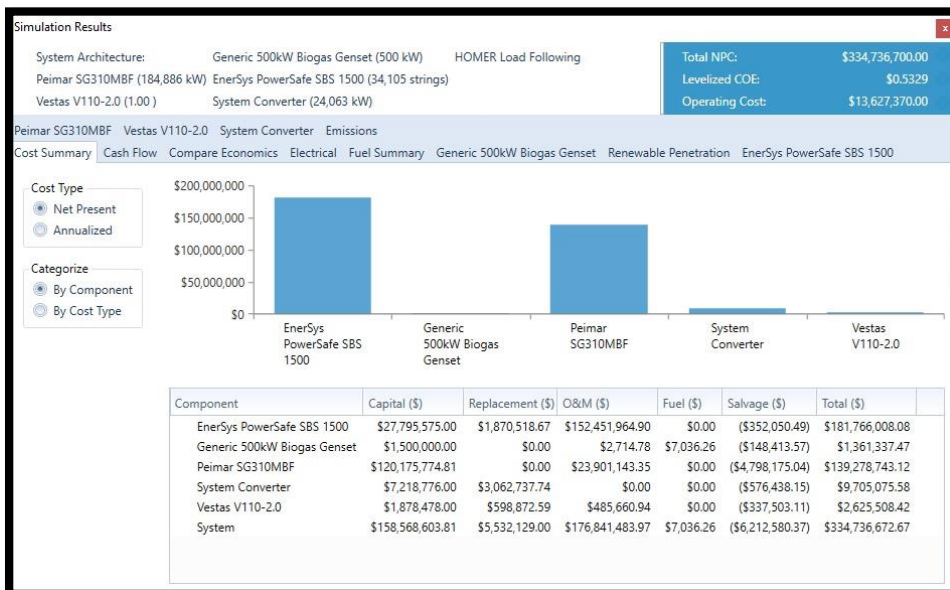 Simulation Results
x
System Architecture: Generic 500kW Biogas Genset (500 kW) HOMER Load Following
Peimar SG310MBF (184,886 kW) EnerSys PowerSafe SBS 1500 (34,105 strings)
Vestas V110-2.0 (1.00 ) System Converter (24,063 kW)
Total NPC: $334,736,700.00
Levelized COE: $0.5329
Operating Cost: $13,627,370.00
Peimar SG310MBF Vestas V110-2.0 System Converter Emissions
Cost Summary Cash Flow Compare Economics Electrical Fuel Summary Generic 500kW Biogas Genset Renewable Penetration EnerSys PowerSafe SBS 1500
Cost Type
Net Present
Annualized
Categorize
By Component
By Cost Type
$200,000,000
$150,000,000
$100,000,000
$50,000,000
$0
EnerSys
PowerSafe SBS
1500
Generic
500kW Biogas
Genset
Peimar
SG310MBF
System
Converter
Vestas
V110-2.0
Component Capital ($) Replacement ($) O&M ($) Fuel ($) Salvage ($) Total ($)
EnerSys PowerSafe SBS 1500 $27,795,575.00 $1,870,518.67 $152,451,964.90 $0.00 ($352,050.49) $181,766,008.08
Generic 500kW Biogas Genset $1,500,000.00 $0.00 $2,714.78 $7,036.26 ($148,413.57) $1,361,337.47
Peimar SG310MBF $120,175,774.81 $0.00 $23,901,143.35 $0.00 ($4,798,175.04) $139,278,743.12
System Converter $7,218,776.00 $3,062,737.74 $0.00 $0.00 ($576,438.15) $9,705,075.58
Vestas V110-2.0 $1,878,478.00 $598,872.59 $485,660.94 $0.00 ($337,503.11) $2,625,508.42
System $158,568,603.81 $5,532,129.00 $176,841,483.97 $7,036.26 ($6,212,580.37) $334,736,672.67